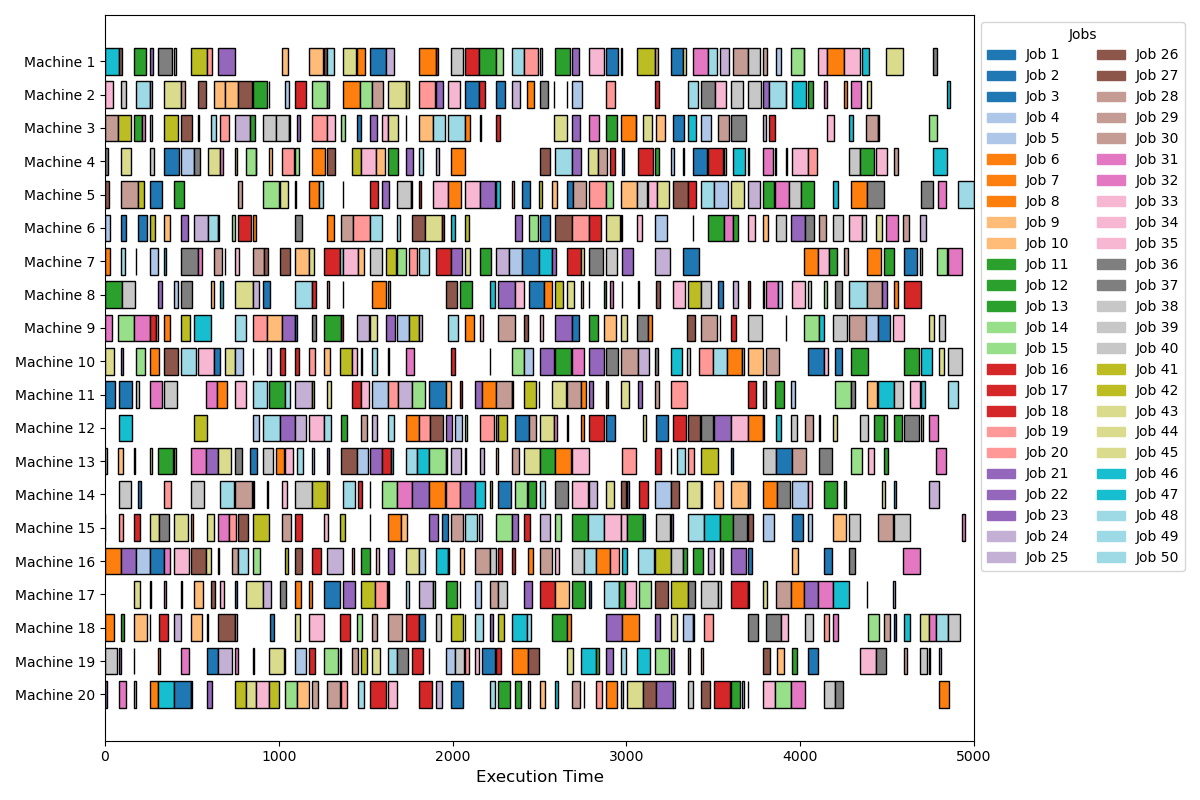 Machine 1
Machine 2
Machine 3
Machine 4
Machine 5
Machine 6
Machine 7
Machine 8
Machine 9
Machine 10
Machine 11
Machine 12
Machine 13
Machine 14
Machine 15
Machine 16
Machine 17
Machine 18
Machine 19
Machine 20
0 1000 2000 3000 4000 5000
Execution Time
Jobs
Job 1
Job 2
Job 3
Job 4
Job 5
Job 6
Job 7
Job 8
Job 9
Job 10
Job 11
Job 12
Job 13
Job 14
Job 15
Job 16
Job 17
Job 18
Job 19
Job 20
Job 21
Job 22
Job 23
Job 24
Job 25
Job 26
Job 27
Job 28
Job 29
Job 30
Job 31
Job 32
Job 33
Job 34
Job 35
Job 36
Job 37
Job 38
Job 39
Job 40
Job 41
Job 42
Job 43
Job 44
Job 45
Job 46
Job 47
Job 48
Job 49
Job 50